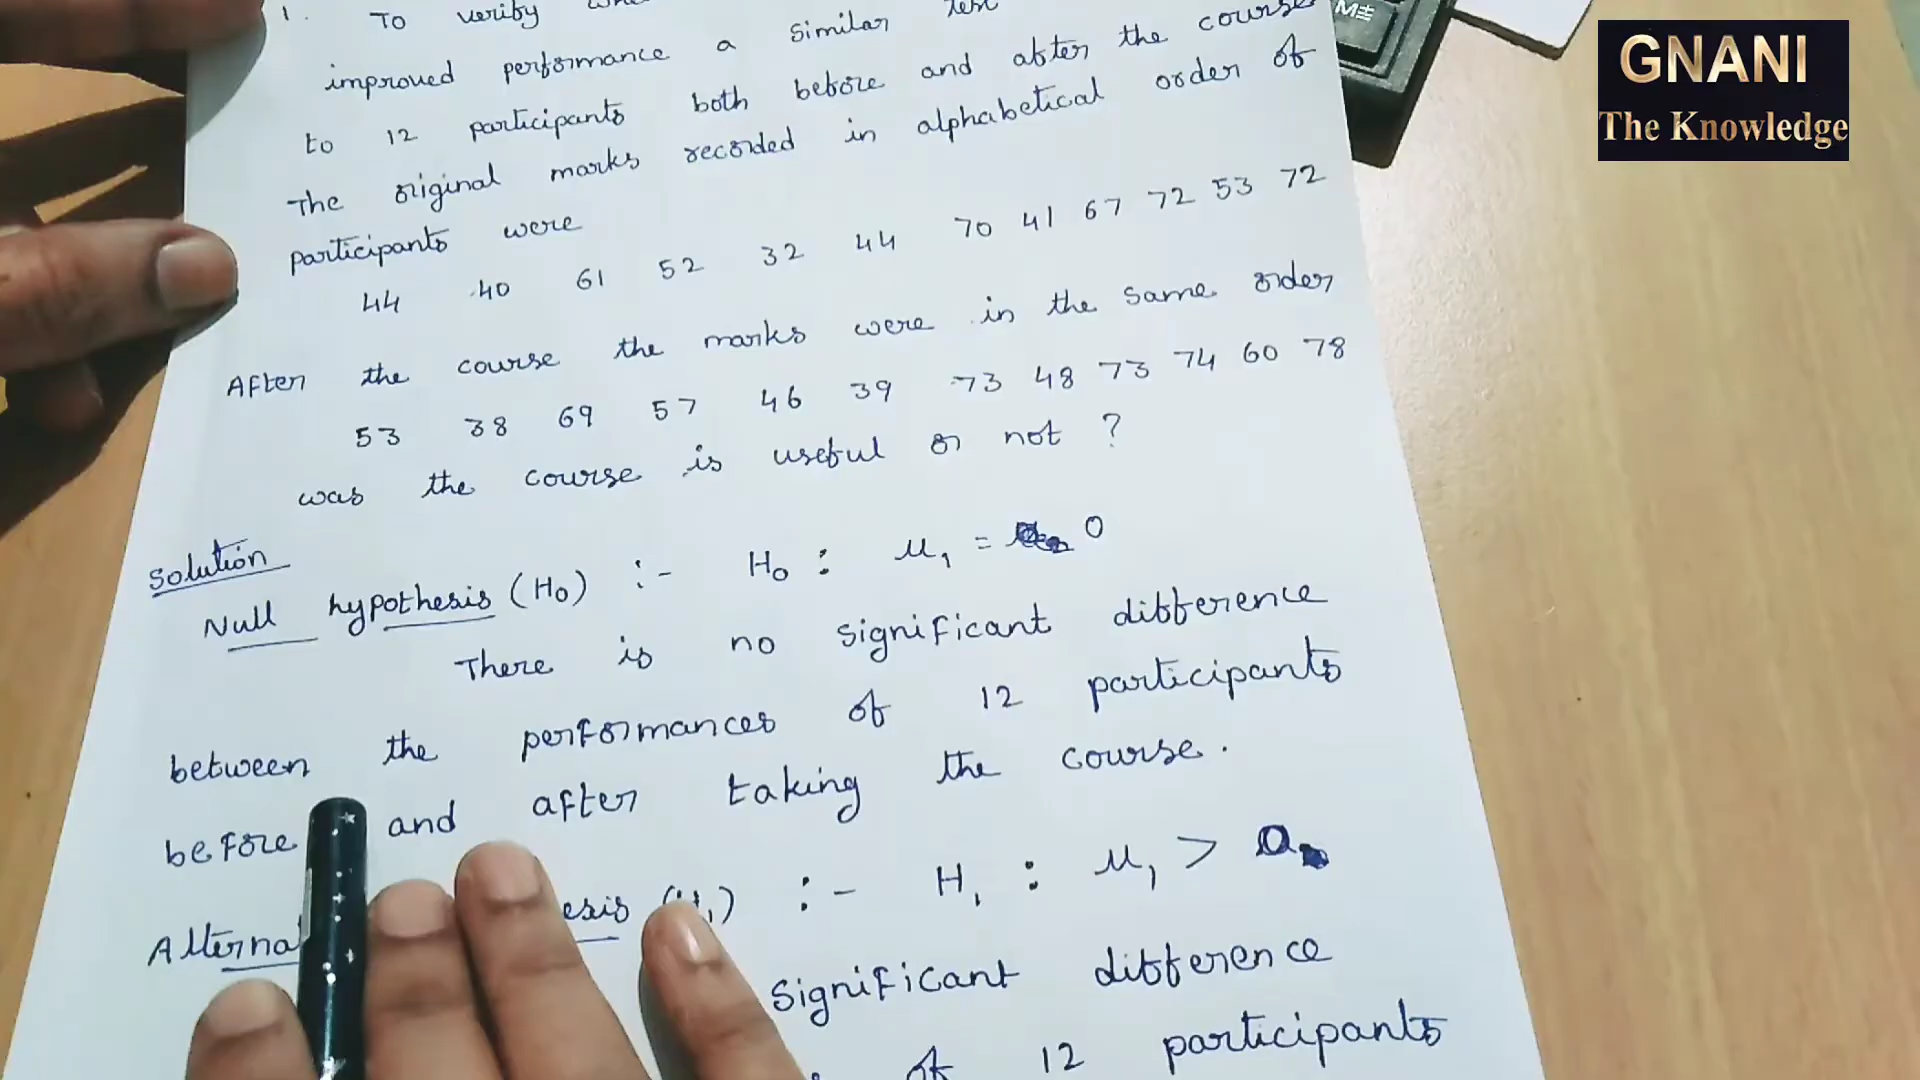 1. To verify
improved performance a similar test
to 12 participants both before and after the course
The original marks recorded in alphabetical order of
participants were
44 40 61 52 32 44 70 41 67 72 53 72
After the course the marks were in the same order
53 38 69 57 46 39 73 48 73 74 60 78
was the course is useful or not ?
Solution
Null hypothesis (H0) :- H0 : μ1 = 0
There is no significant difference
between the performances of 12 participants
before and after taking the course.
:- H1 : μ1 > 0
significant difference
of 12 participants
GNANI
The Knowledge